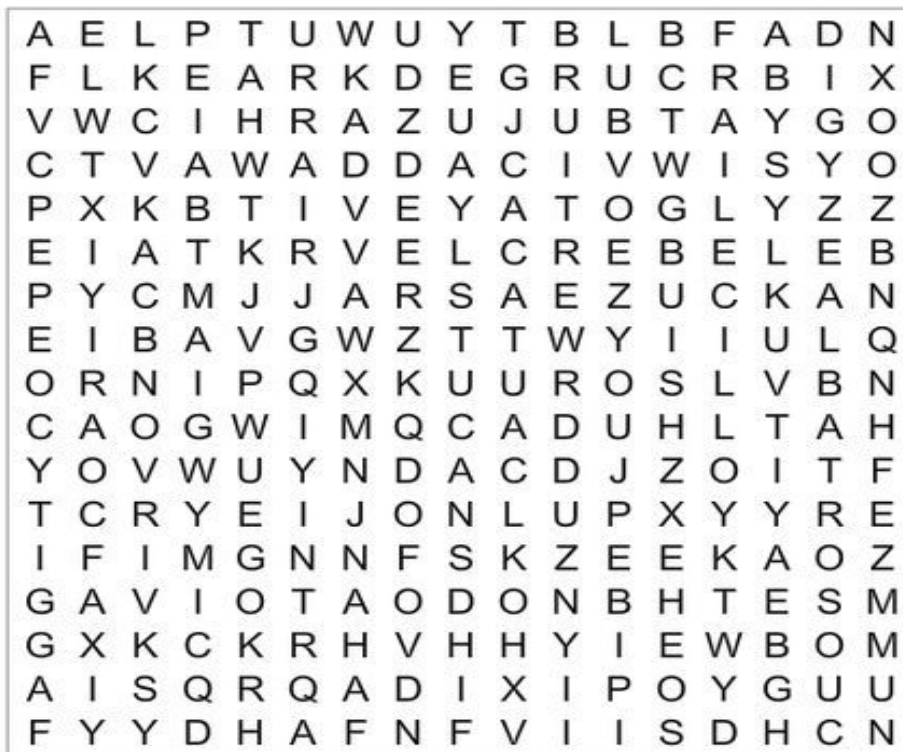 A E L P T U W U Y T B L B F A D N
F L K E A R K D E G R U C R B I X
V W C I H R A Z U J U B T A Y G O
C T V A W A D D A C I V W I S Y O
P X K B T I V E Y A T O G L Y Z Z
E I A T K R V E L C R E B E L E B
P Y C M J J A R S A E Z U C K A N
E I B A V G W Z T T W Y I I U L Q
O R N I P Q X K U U R O S L V B N
C A O G W I M Q C A D U H L T A H
Y O V W U Y N D A C D J Z O I T F
T C R Y E I J O N L U P X Y Y R E
I F I M G N N F S K Z E E K A O Z
G A V I O T A O D O N B H T E S M
G X K C K R H V H H Y I E W B O M
A I S Q R Q A D I X I P O Y G U U
F Y Y D H A F N F V I I S D H C N